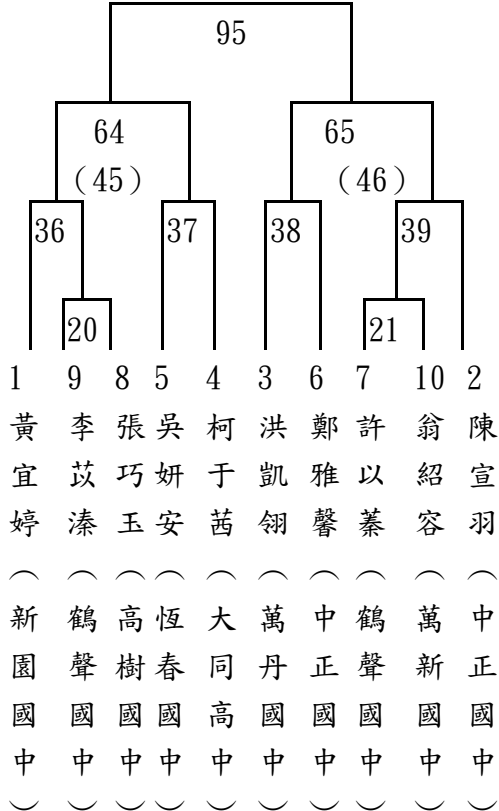 95
64
65
（45）
（46）
36
37
38
39
20
21
1
9
8
5
4
3
6
7
10
2
黃宜婷（新園國中）
李苡溱（鶴聲國中）
張巧玉（高樹國中）
吳妍安（恆春國中）
柯于茜（大同高中）
洪凱翎（萬丹國中）
鄭雅馨（中正國中）
許以蓁（鶴聲國中）
翁紹容（萬新國中）
陳宣羽（中正國中）